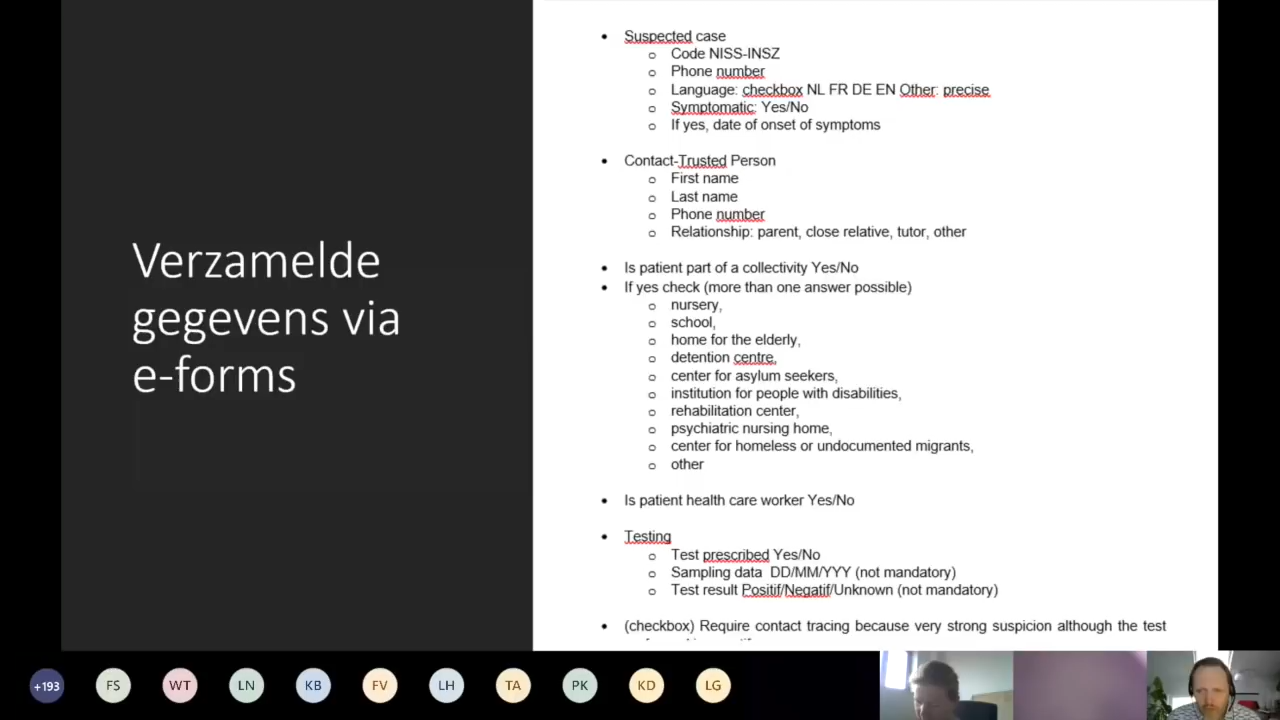 Verzamelde
gegevens via
e-forms
• Suspected case
o Code NISS-INSZ
o Phone number
o Language: checkbox NL FR DE EN Other: precise
o Symptomatic: Yes/No
o If yes, date of onset of symptoms
• Contact-Trusted Person
o First name
o Last name
o Phone number
o Relationship: parent, close relative, tutor, other
• Is patient part of a collectivity Yes/No
• If yes check (more than one answer possible)
o nursery,
o school,
o home for the elderly,
o detention centre,
o center for asylum seekers,
o institution for people with disabilities,
o rehabilitation center,
o psychiatric nursing home,
o center for homeless or undocumented migrants,
o other
• Is patient health care worker Yes/No
• Testing
o Test prescribed Yes/No
o Sampling data DD/MM/YYY (not mandatory)
o Test result Positif/Negatif/Unknown (not mandatory)
• (checkbox) Require contact tracing because very strong suspicion although the test
+193 FS WT LN KB FV LH TA PK KD LG